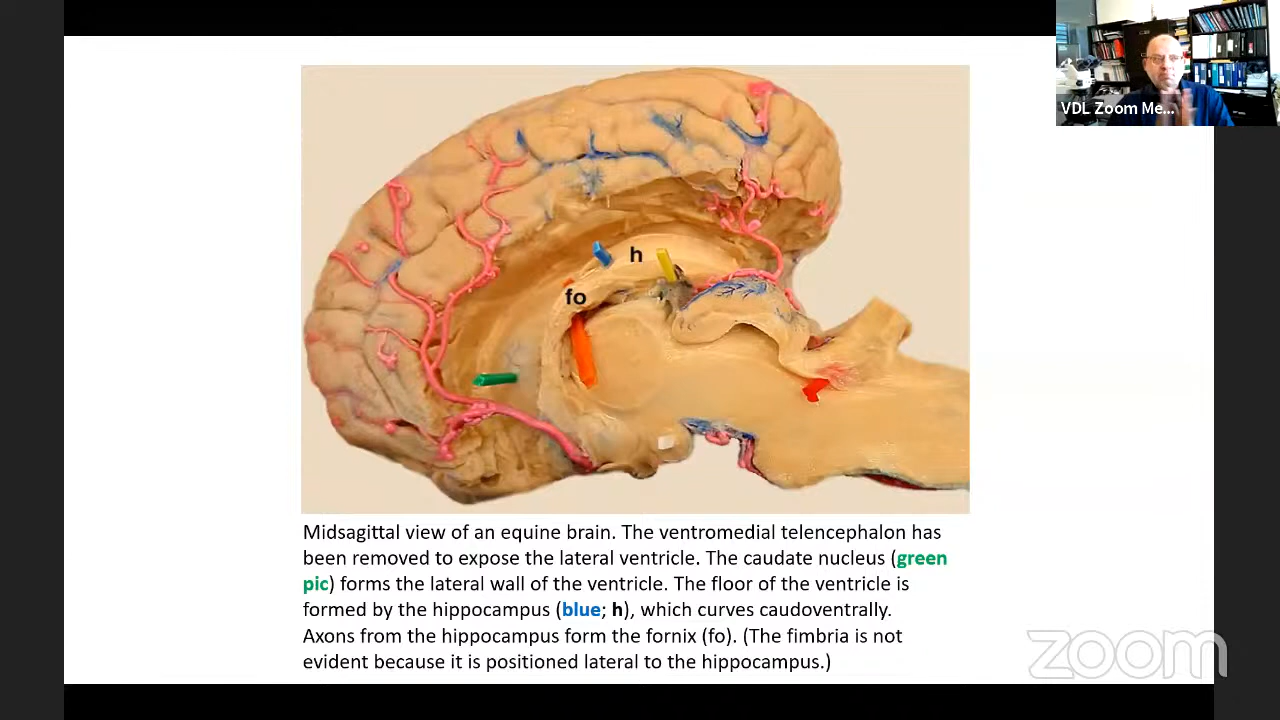 VDL Zoom Me...
h
fo
Midsagittal view of an equine brain. The ventromedial telencephalon has
been removed to expose the lateral ventricle. The caudate nucleus (green
pic) forms the lateral wall of the ventricle. The floor of the ventricle is
formed by the hippocampus (blue; h), which curves caudoventrally.
Axons from the hippocampus form the fornix (fo). (The fimbria is not
evident because it is positioned lateral to the hippocampus.)
zoom